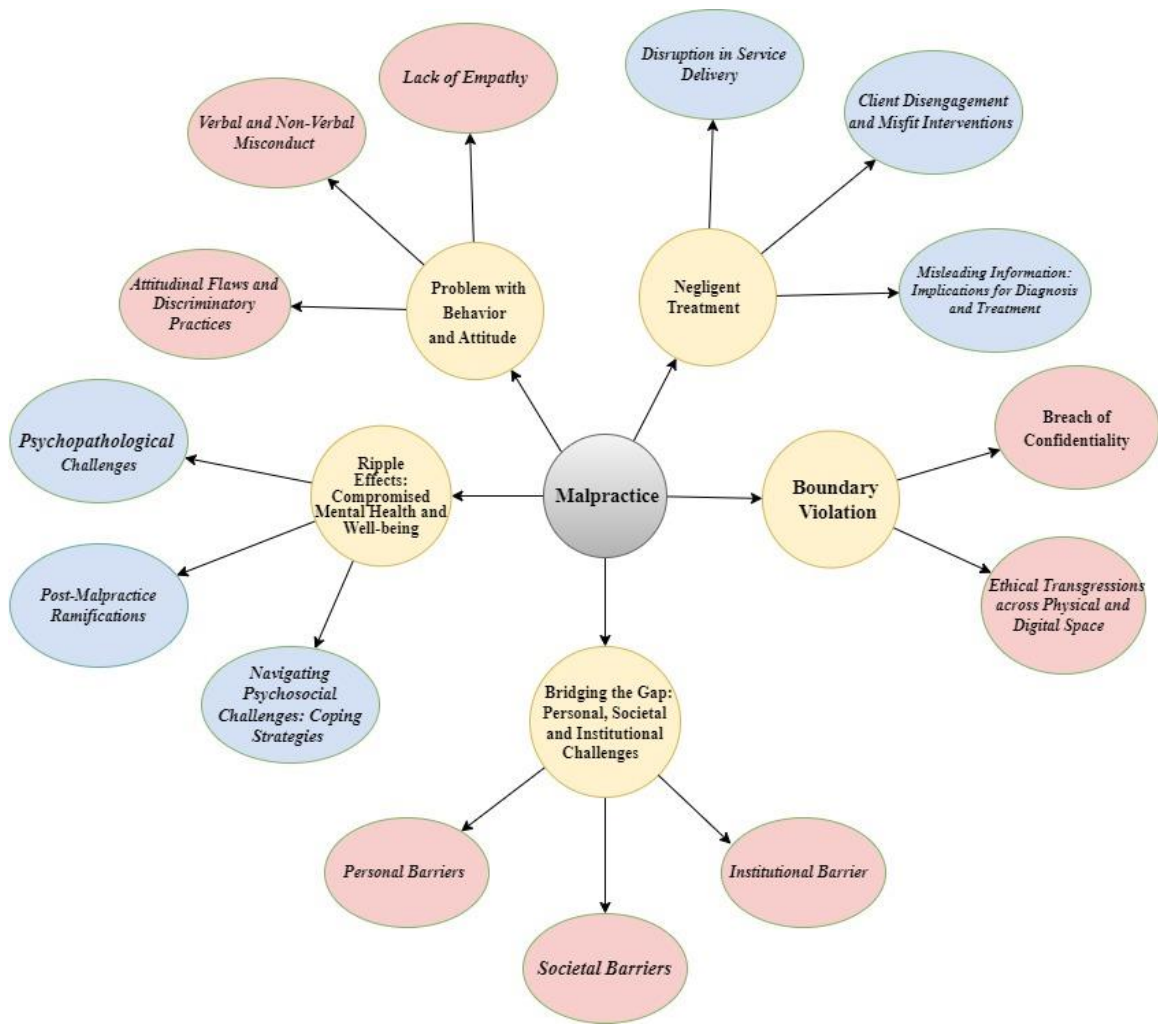 Lack of Empathy
Verbal and Non-Verbal
Misconduct
Attitudinal Flaws and
Discriminatory
Practices
Problem with
Behavior
and Attitude
Disruption in Service
Delivery
Client Disengagement
and Misfit Interventions
Misleading Information:
Implications for Diagnosis
and Treatment
Negligent
Treatment
Psychopathological
Challenges
Post-Malpractice
Ramifications
Navigating
Psychosocial
Challenges: Coping
Strategies
Ripple
Effects:
Compromised
Mental Health and
Well-being
Malpractice
Boundary
Violation
Breach of
Confidentiality
Ethical Transgressions
across Physical and
Digital Space
Bridging the Gap:
Personal, Societal
and Institutional
Challenges
Personal Barriers
Societal Barriers
Institutional Barrier